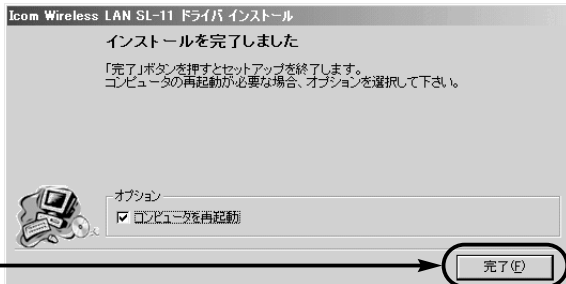 Icom Wireless LAN SL-11 ドライバ インストール
インストールを完了しました
「完了」ボタンを押すとセットアップを終了します。
コンピュータの再起動が必要な場合、オプションを選択して下さい。
オプション
コンピュータを再起動
完了(F)